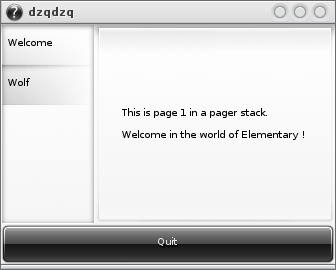 dzqdzq
Welcome
Wolf
This is page 1 in a pager stack.
Welcome in the world of Elementary !
Quit